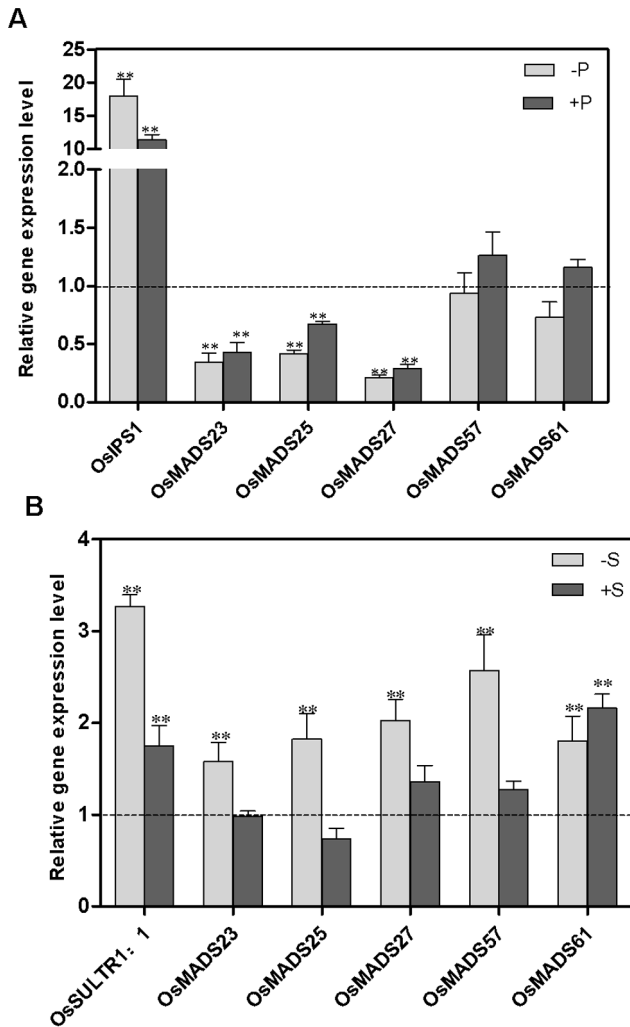 A
Relative gene expression level
25
20
15
10
2.0
1.5
1.0
0.5
0.0
-P
+P
**
**
**
**
**
**
**
**
OsIPS1
OsMADS23
OsMADS25
OsMADS27
OsMADS57
OsMADS61
B
Relative gene expression level
4
3
2
1
0
-S
+S
**
**
**
**
**
**
**
**
OsSULTR1: 1
OsMADS23
OsMADS25
OsMADS27
OsMADS57
OsMADS61